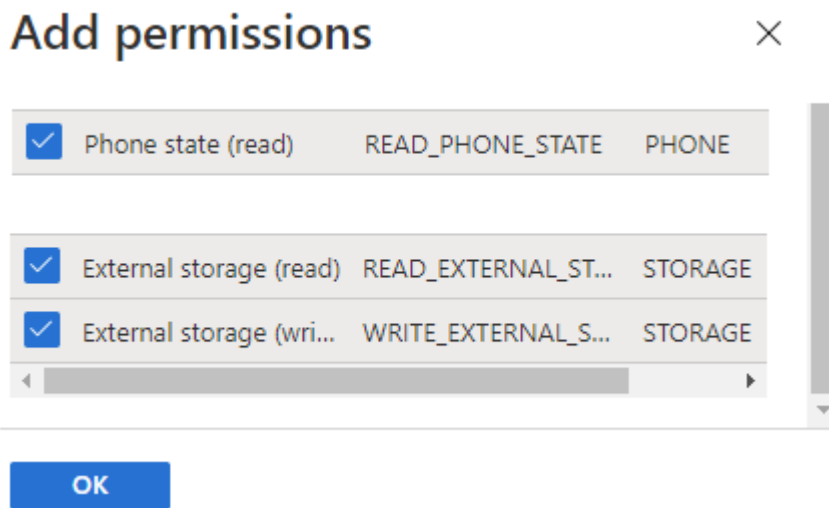 Add permissions
Phone state (read) READ_PHONE_STATE PHONE
External storage (read) READ_EXTERNAL_ST... STORAGE
External storage (wri... WRITE_EXTERNAL_S... STORAGE
OK